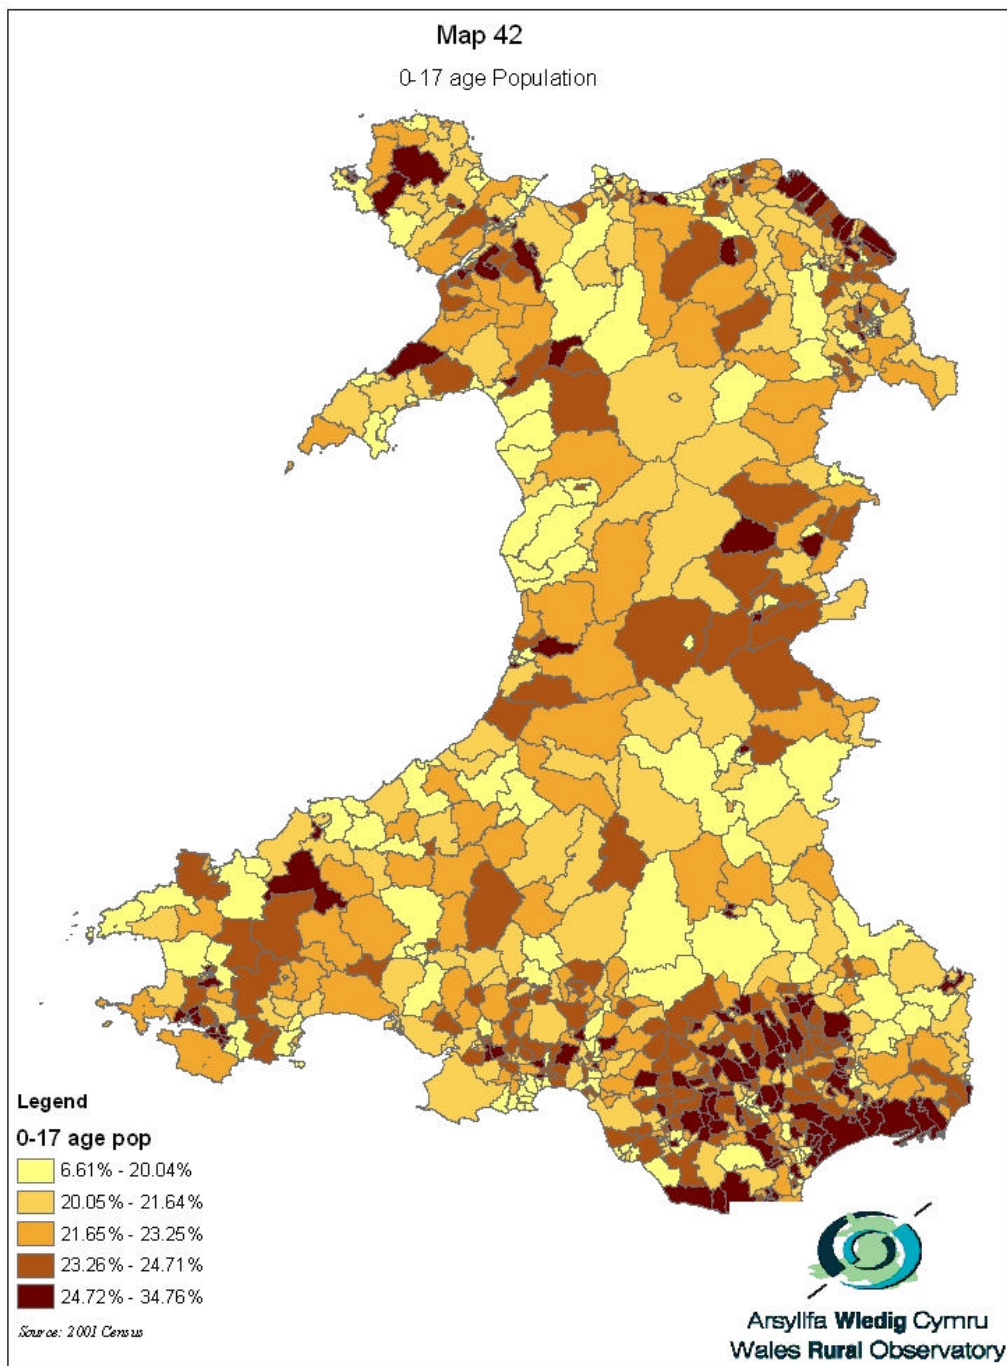 Map 42
0-17 age Population
Legend
0-17 age pop
6.61% - 20.04%
20.05% - 21.64%
21.65% - 23.25%
23.26% - 24.71%
24.72% - 34.76%
Source: 2001 Census
Arsyllfa Wledig Cymru
Wales Rural Observatory